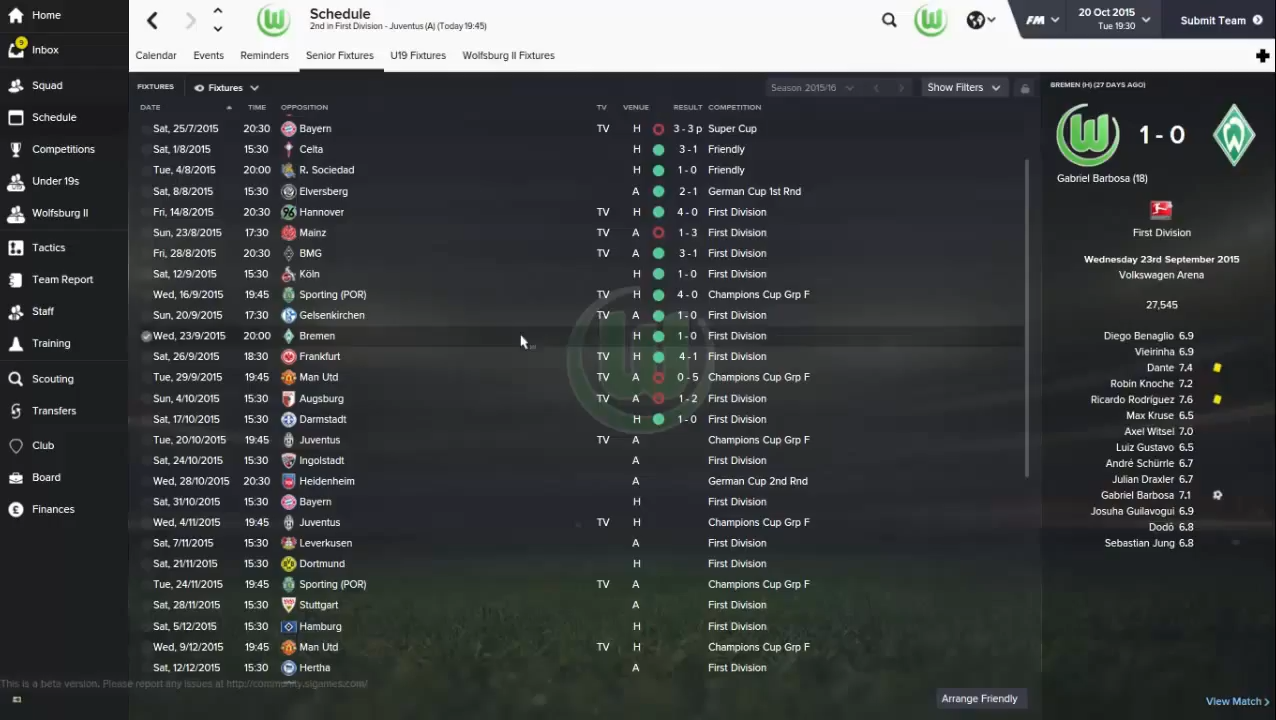 Home
Inbox
9
Squad
Schedule
Competitions
Under 19s
Wolfsburg II
Tactics
Team Report
Staff
Training
Scouting
Transfers
Club
Board
Finances
Schedule
2nd in First Division - Juventus (A) (Today 19:45)
FM
20 Oct 2015
Tue 19:30
Submit Team
Calendar Events Reminders Senior Fixtures U19 Fixtures Wolfsburg II Fixtures
FIXTURES Fixtures Season 2015/16 Show Filters
DATE TIME OPPOSITION TV VENUE RESULT COMPETITION
Sat, 25/7/2015 20:30 Bayern TV H 3 - 3 p Super Cup
Sat, 1/8/2015 15:30 Celta H 3 - 1 Friendly
Tue, 4/8/2015 20:00 R. Sociedad H 1 - 0 Friendly
Sat, 8/8/2015 15:30 Elversberg A 2 - 1 German Cup 1st Rnd
Fri, 14/8/2015 20:30 Hannover TV H 4 - 0 First Division
Sun, 23/8/2015 17:30 Mainz TV A 1 - 3 First Division
Fri, 28/8/2015 20:30 BMG TV A 3 - 1 First Division
Sat, 12/9/2015 15:30 Köln H 1 - 0 First Division
Wed, 16/9/2015 19:45 Sporting (POR) TV H 4 - 0 Champions Cup Grp F
Sun, 20/9/2015 17:30 Gelsenkirchen TV A 1 - 0 First Division
Wed, 23/9/2015 20:00 Bremen H 1 - 0 First Division
Sat, 26/9/2015 18:30 Frankfurt TV H 4 - 1 First Division
Tue, 29/9/2015 19:45 Man Utd TV A 0 - 5 Champions Cup Grp F
Sun, 4/10/2015 15:30 Augsburg TV A 1 - 2 First Division
Sat, 17/10/2015 15:30 Darmstadt H 1 - 0 First Division
Tue, 20/10/2015 19:45 Juventus TV A Champions Cup Grp F
Sat, 24/10/2015 15:30 Ingolstadt A First Division
Wed, 28/10/2015 20:30 Heidenheim A German Cup 2nd Rnd
Sat, 31/10/2015 15:30 Bayern H First Division
Wed, 4/11/2015 19:45 Juventus TV H Champions Cup Grp F
Sat, 7/11/2015 15:30 Leverkusen A First Division
Sat, 21/11/2015 15:30 Dortmund H First Division
Tue, 24/11/2015 19:45 Sporting (POR) TV A Champions Cup Grp F
Sat, 28/11/2015 15:30 Stuttgart A First Division
Sat, 5/12/2015 15:30 Hamburg H First Division
Wed, 9/12/2015 19:45 Man Utd TV H Champions Cup Grp F
Sat, 12/12/2015 15:30 Hertha A First Division
This is a beta version. Please report any issues at http://community.sigames.com/
Arrange Friendly
BREMEN (H) (27 DAYS AGO)
1 - 0
Gabriel Barbosa (18)
First Division
Wednesday 23rd September 2015
Volkswagen Arena
27,545
Diego Benaglio 6.9
Vieirinha 6.9
Dante 7.4
Robin Knoche 7.2
Ricardo Rodríguez 7.6
Max Kruse 6.5
Axel Witsel 7.0
Luiz Gustavo 6.5
André Schürrle 6.7
Julian Draxler 6.7
Gabriel Barbosa 7.1
Josuha Guilavogui 6.9
Dodô 6.8
Sebastian Jung 6.8
View Match >